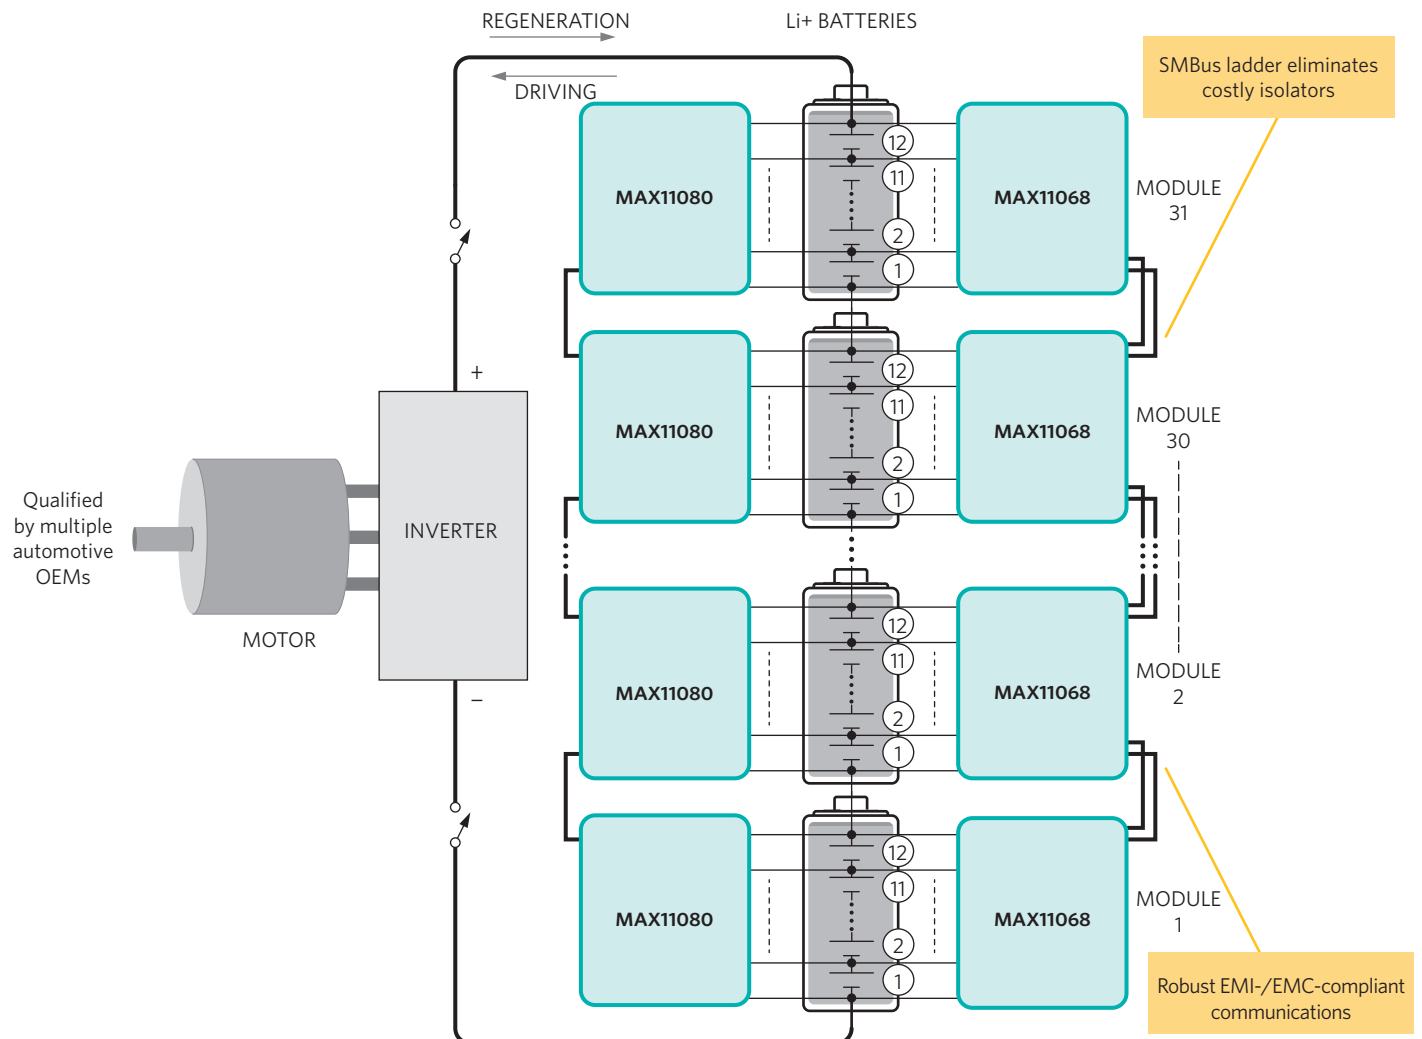 REGENERATION
DRIVING
Li+ BATTERIES
SMBus ladder eliminates
costly isolators
MAX11080
12
11
2
1
MAX11068
MODULE
31
MAX11080
12
11
2
1
MAX11068
MODULE
30
+
INVERTER
–
Qualified
by multiple
automotive
OEMs
MOTOR
MAX11080
12
11
2
1
MAX11068
MODULE
2
MAX11080
12
11
2
1
MAX11068
MODULE
1
Robust EMI-/EMC-compliant
communications